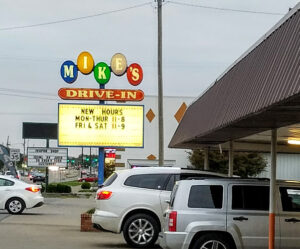 MIKE'S
DRIVE-IN
NEW HOURS
MON-THUR 11-8
FRI & SAT 11-9